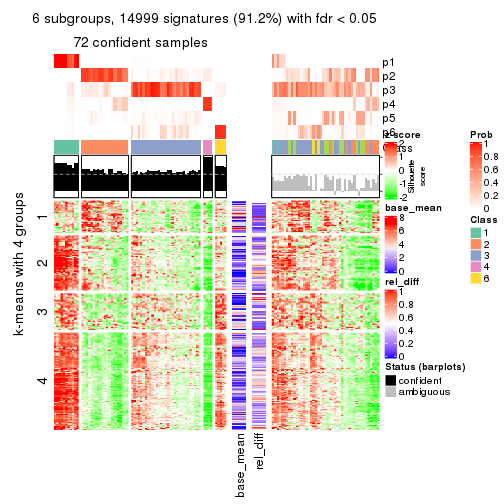 6 subgroups, 14999 signatures (91.2%) with fdr < 0.05
72 confident samples
p1
p2
p3
p4
p5
p6
Class
z-score
2
1
0
-1
-2
Silhouette
score
Prob
1
0.8
0.6
0.4
0.2
0
base_mean
8
6
4
2
0
Class
1
2
3
4
6
rel_diff
1
0.8
0.6
0.4
0.2
0
Status (barplots)
confident
ambiguous
k-means with 4 groups
1
2
3
4
base_mean
rel_diff